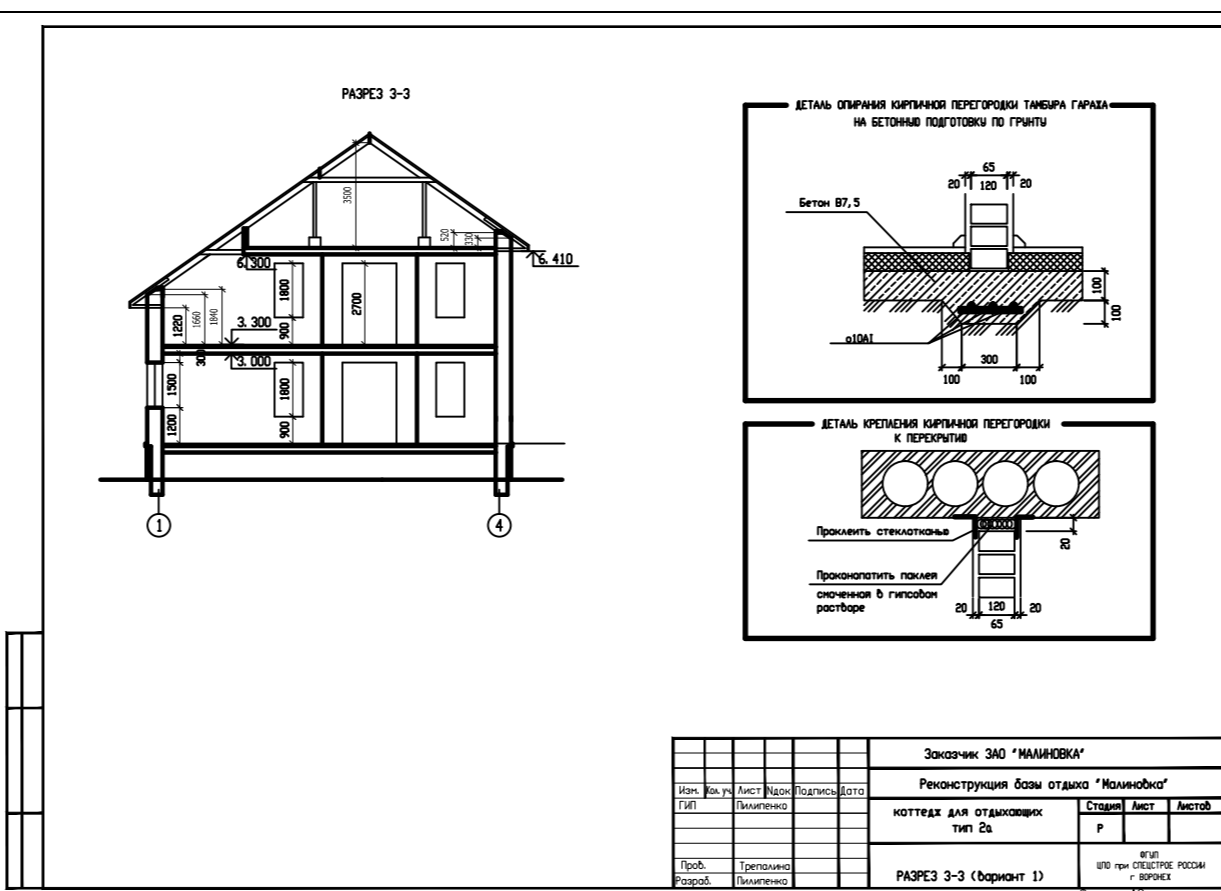 РАЗРЕЗ 3-3
3500
520
330
6.300
6.410
1800
2700
900
1220
1660
1840
3.300
300
3.000
1500
1800
1200
900
1
4
ДЕТАЛЬ ОПИРАНИЯ КИРПИЧНОЙ ПЕРЕГОРОДКИ ТАМБУРА ГАРАЖА
НА БЕТОННУЮ ПОДГОТОВКУ ПО ГРУНТУ
65
20 120 20
Бетон В7,5
100
100
ø10АI
300
100 100
ДЕТАЛЬ КРЕПЛЕНИЯ КИРПИЧНОЙ ПЕРЕГОРОДКИ
К ПЕРЕКРЫТИЮ
Проклеить стеклотканью
20
Проконопатить паклей
смоченной в гипсовом
растворе
20 120 20
65
Заказчик ЗАО "МАЛИНОВКА"
Реконструкция базы отдыха "Малиновка"
Изм. Кол.уч Лист Nдок Подпись Дата
ГИП Пилипенко
коттедж для отдыхающих
тип 2а
Стадия Лист Листов
Р
Пров. Трепалина
Разраб. Пилипенко
РАЗРЕЗ 3-3 (вариант 1)
ФГУП
ЦПО при СПЕЦСТРОЕ РОССИИ
г ВОРОНЕЖ